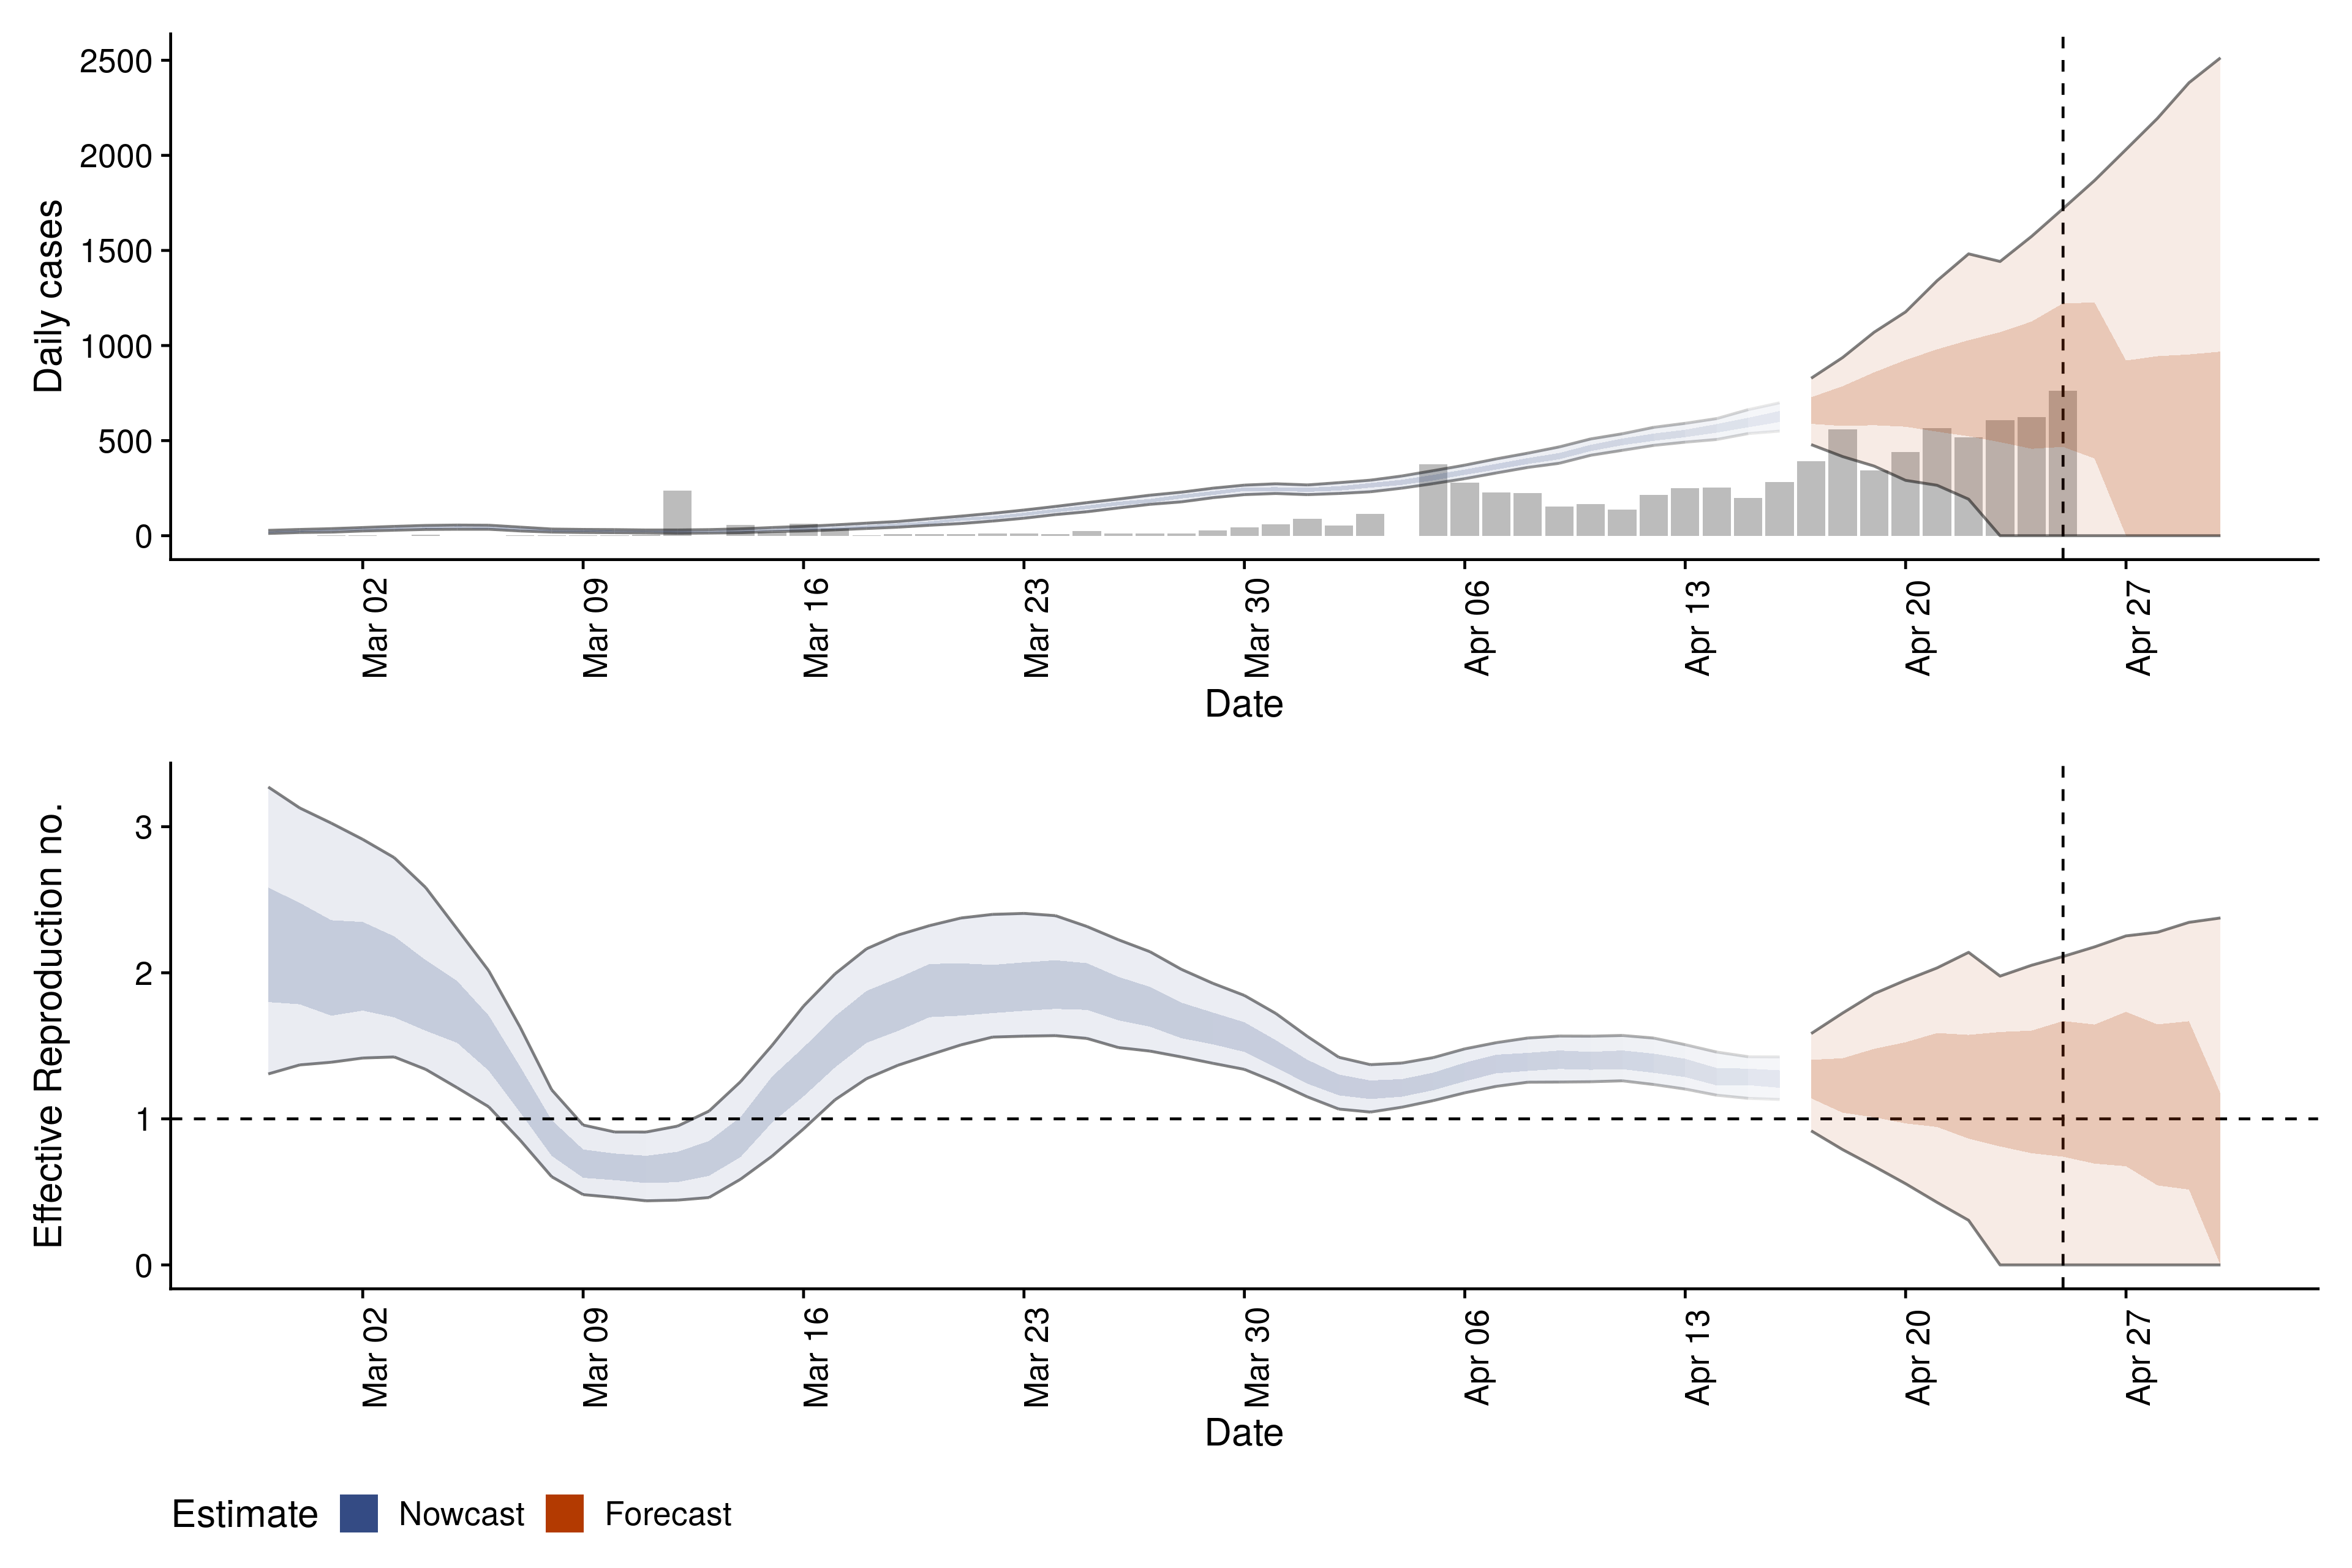 2500
2000
1500
1000
500
0
Daily cases
Mar 02 Mar 09 Mar 16 Mar 23 Mar 30 Apr 06 Apr 13 Apr 20 Apr 27
Date
3
2
1
0
Effective Reproduction no.
Mar 02 Mar 09 Mar 16 Mar 23 Mar 30 Apr 06 Apr 13 Apr 20 Apr 27
Date
Estimate Nowcast Forecast